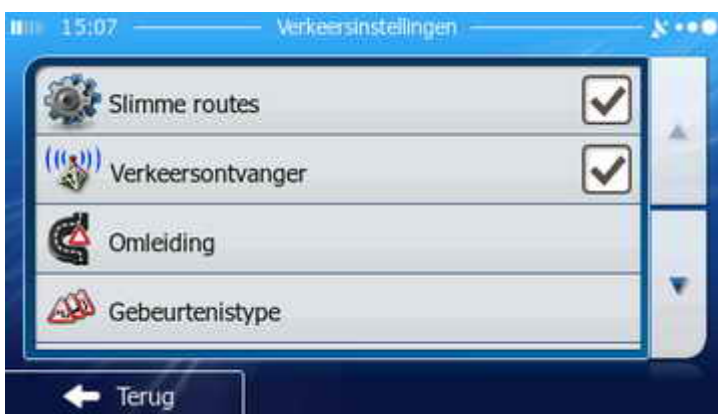 15:07 Verkeersinstellingen
Slimme routes
Verkeersontvanger
Omleiding
Gebeurtenistype
Terug